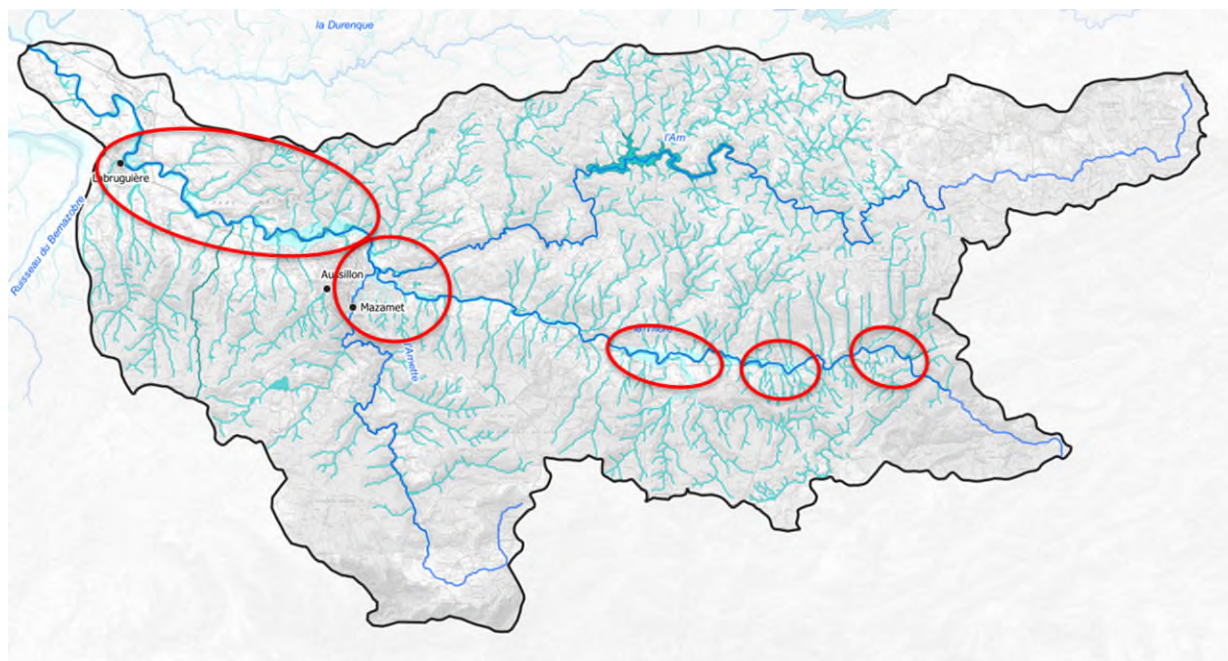 la Durenque
l'Arn
Labruguière
Ruisseau du Bernazobre
Aussillon
Mazamet
l'Arnette